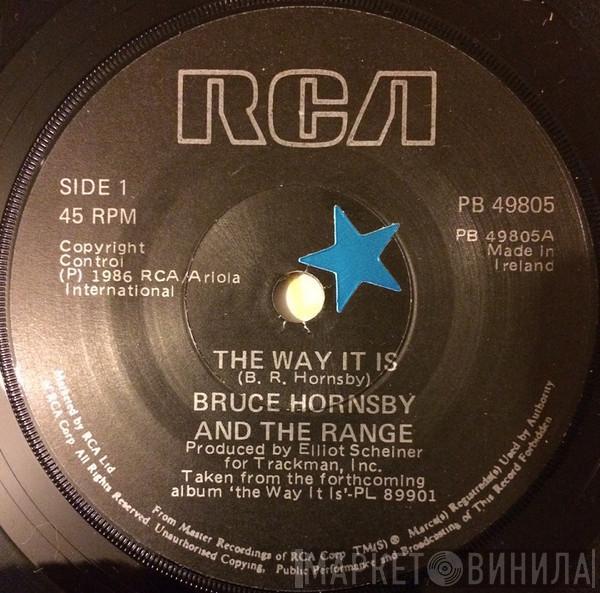 RCA
SIDE 1
45 RPM
PB 49805
PB 49805A
Made in
Ireland
Copyright
Control
(P) 1986 RCA/Ariola
International
THE WAY IT IS
(B. R. Hornsby)
BRUCE HORNSBY
AND THE RANGE
Produced by Elliot Scheiner
for Trackman, Inc.
Taken from the forthcoming
album 'the Way It Is'-PL 89901
Marketed by RCA Ltd
©RCA Corp. All Rights Reserved. Unauthorised Copying, Public Performance and Broadcasting of This Record Forbidden
From Master Recordings of RCA Corp. TM(S) ® Marca(s) Registrada(s) Used by Authority
МАРКЕТ ВИНИЛА